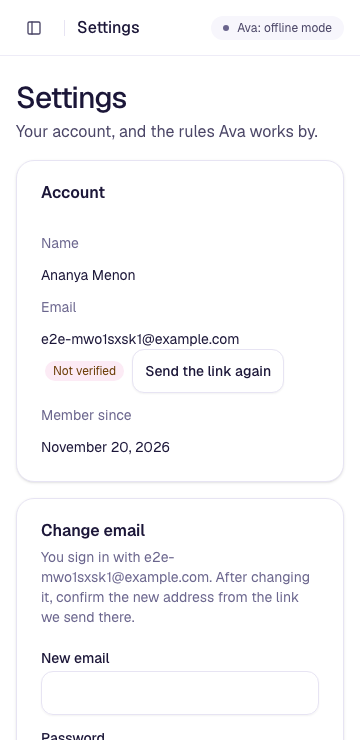 Settings
Ava: offline mode
Settings
Your account, and the rules Ava works by.
Account
Name
Ananya Menon
Email
e2e-mwo1sxsk1@example.com
Not verified
Send the link again
Member since
November 20, 2026
Change email
You sign in with e2e-
mwo1sxsk1@example.com. After changing
it, confirm the new address from the link
we send there.
New email
Password